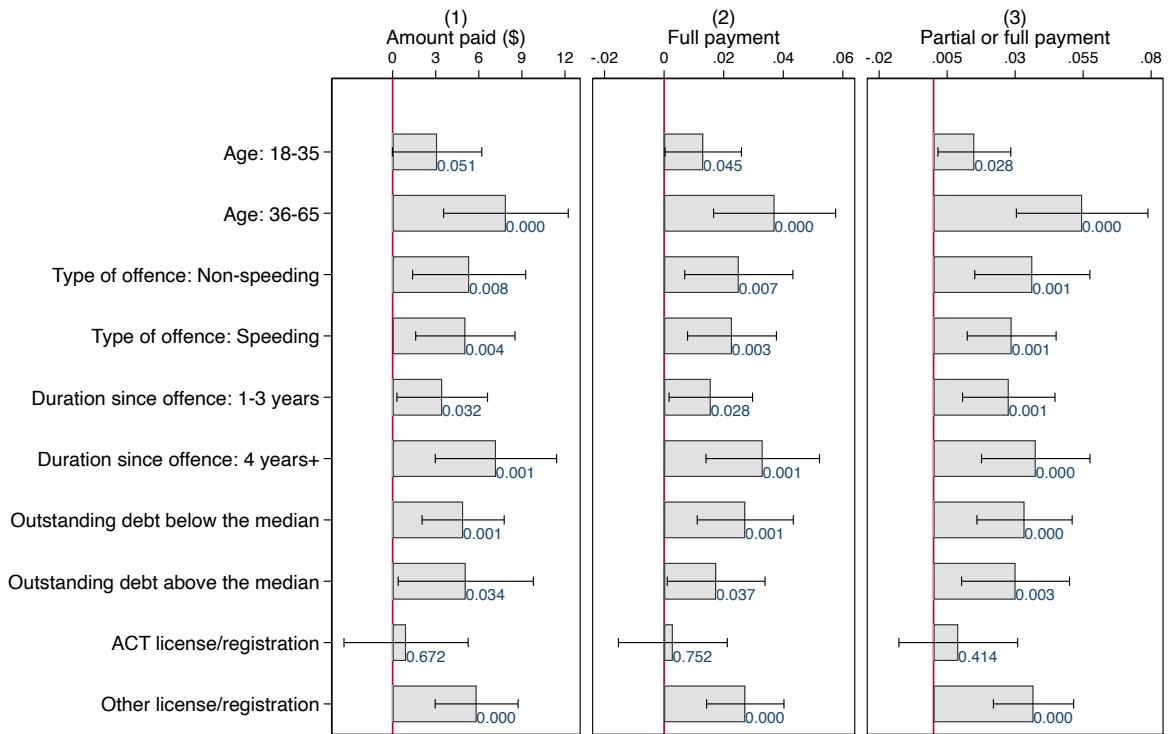 (1) (2) (3)
Amount paid ($) Full payment Partial or full payment
0 3 6 9 12 -.02 0 .02 .04 .06 -.02 .005 .03 .055 .08
Age: 18-35 0.051 0.045 0.028
Age: 36-65 0.000 0.000 0.000
Type of offence: Non-speeding 0.008 0.007 0.001
Type of offence: Speeding 0.004 0.003 0.001
Duration since offence: 1-3 years 0.032 0.028 0.001
Duration since offence: 4 years+ 0.001 0.001 0.000
Outstanding debt below the median 0.001 0.001 0.000
Outstanding debt above the median 0.034 0.037 0.003
ACT license/registration 0.672 0.752 0.414
Other license/registration 0.000 0.000 0.000